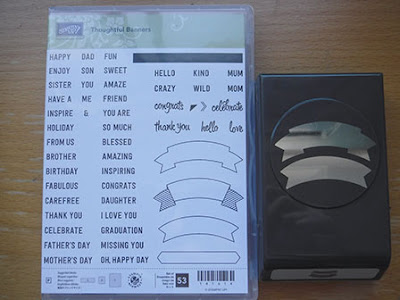 Thoughtful Banners
HAPPY DAD FUN
ENJOY SON SWEET
SISTER YOU AMAZE
HAVE A ME FRIEND
INSPIRE & YOU ARE
HOLIDAY SO MUCH
FROM US BLESSED
BROTHER AMAZING
BIRTHDAY INSPIRING
FABULOUS CONGRATS
CAREFREE DAUGHTER
THANK YOU I LOVE YOU
CELEBRATE GRADUATION
FATHER'S DAY MISSING YOU
MOTHER'S DAY OH, HAPPY DAY
HELLO KIND MUM
CRAZY WILD MOM
congrats célébrate
thank you hello love
53